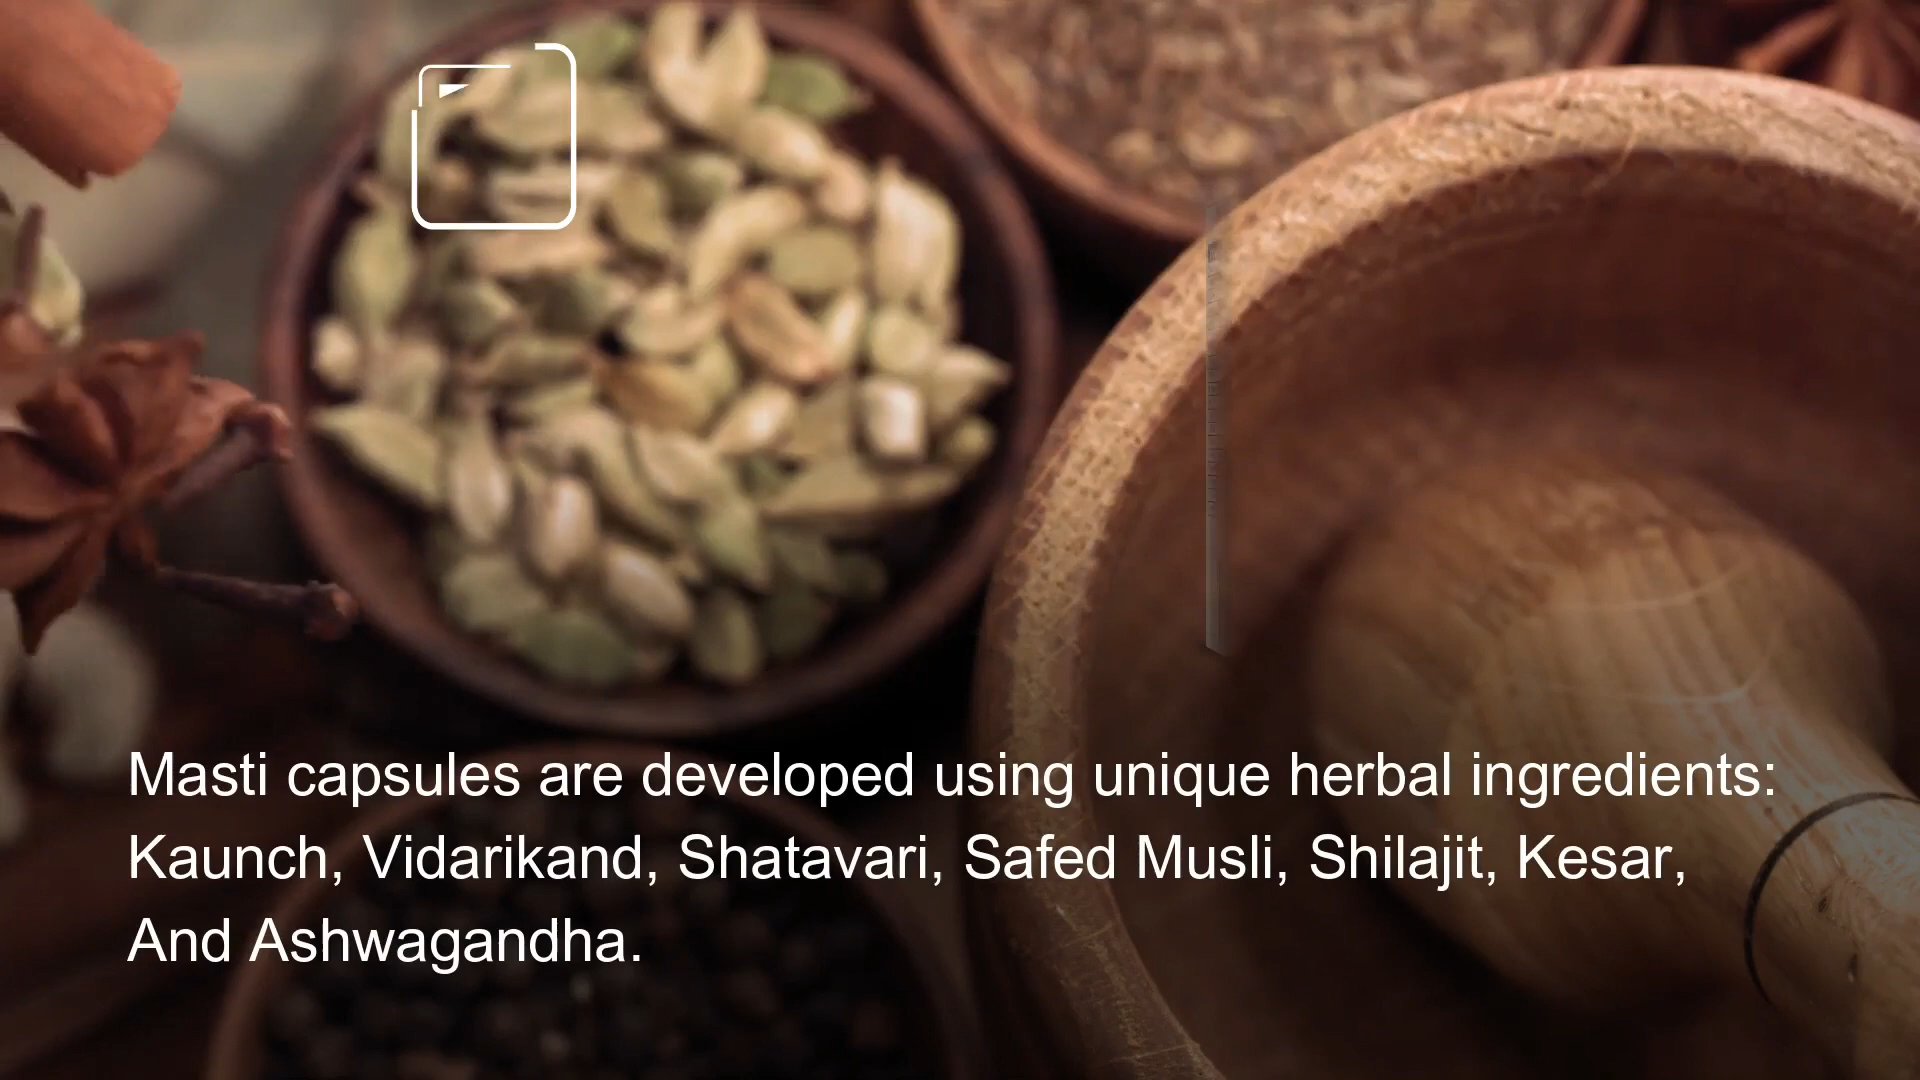 Masti capsules are developed using unique herbal ingredients:
Kaunch, Vidarikand, Shatavari, Safed Musli, Shilajit, Kesar,
And Ashwagandha.